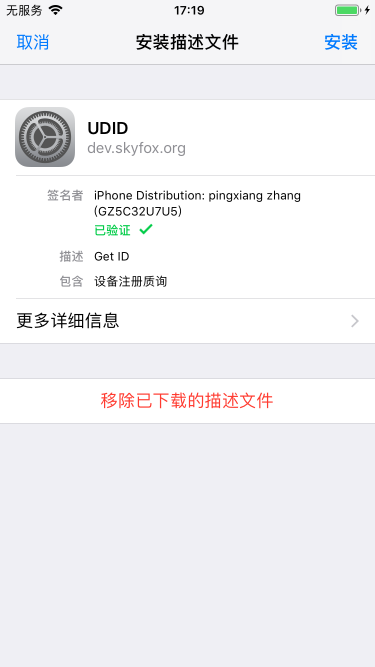 无服务 17:19
取消 安装描述文件 安装
UDID
dev.skyfox.org
签名者 iPhone Distribution: pingxiang zhang
(GZ5C32U7U5)
已验证
描述 Get ID
包含 设备注册质询
更多详细信息
移除已下载的描述文件